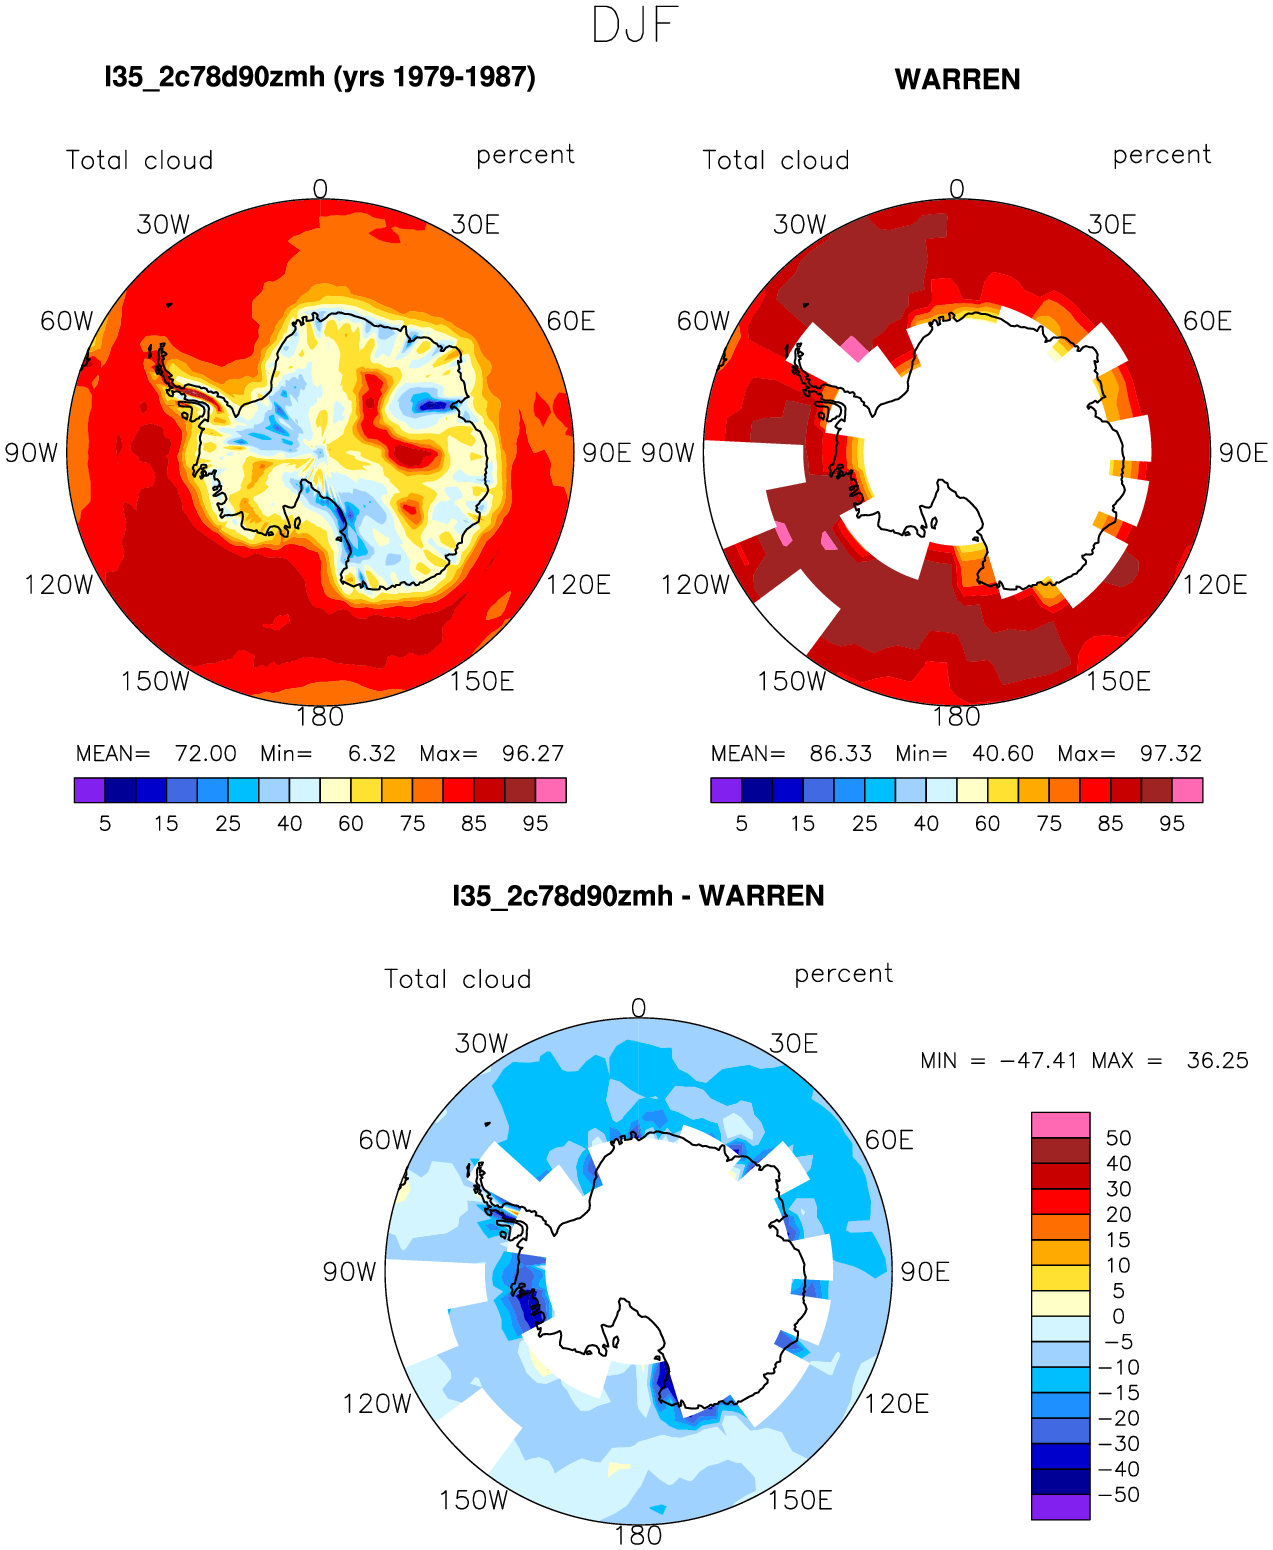 DJF
I35_2c78d90zmh (yrs 1979-1987)
WARREN
Total cloud percent
Total cloud percent
0
30W 30E
60W 60E
90W 90E
120W 120E
150W 150E
180
0
30W 30E
60W 60E
90W 90E
120W 120E
150W 150E
180
MEAN= 72.00 Min= 6.32 Max= 96.27
5 15 25 40 60 75 85 95
MEAN= 86.33 Min= 40.60 Max= 97.32
5 15 25 40 60 75 85 95
I35_2c78d90zmh - WARREN
Total cloud percent
0
30W 30E
60W 60E
90W 90E
120W 120E
150W 150E
180
MIN = -47.41 MAX = 36.25
50
40
30
20
15
10
5
0
-5
-10
-15
-20
-30
-40
-50